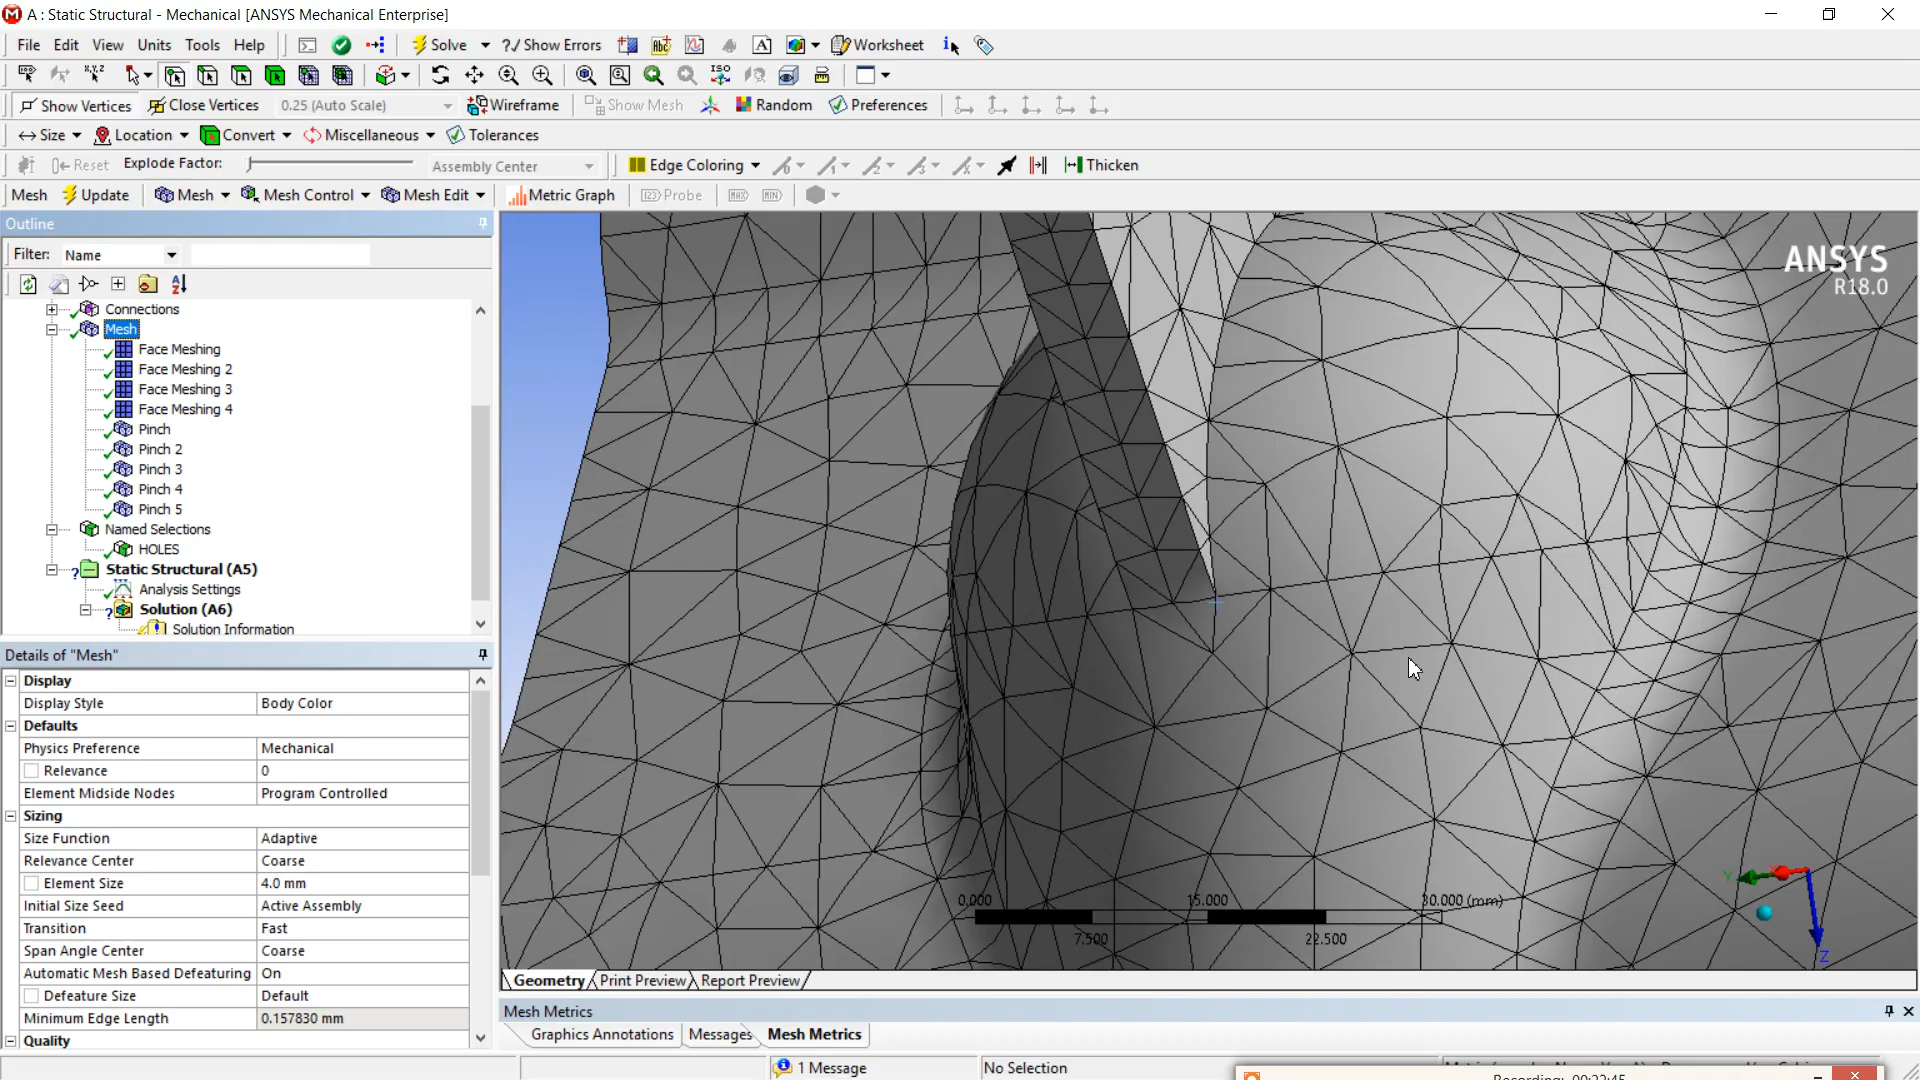 A : Static Structural - Mechanical [ANSYS Mechanical Enterprise]
File Edit View Units Tools Help Solve ?/ Show Errors Worksheet
Show Vertices Close Vertices 0.25 (Auto Scale) Wireframe Show Mesh Random Preferences
Size Location Convert Miscellaneous Tolerances
Reset Explode Factor: Assembly Center Edge Coloring Thicken
Mesh Update Mesh Mesh Control Mesh Edit Metric Graph Probe
Outline
Filter: Name
Connections
Mesh
Face Meshing
Face Meshing 2
Face Meshing 3
Face Meshing 4
Pinch
Pinch 2
Pinch 3
Pinch 4
Pinch 5
Named Selections
HOLES
Static Structural (A5)
Analysis Settings
Solution (A6)
Solution Information
Details of "Mesh"
Display
Display Style Body Color
Defaults
Physics Preference Mechanical
Relevance 0
Element Midside Nodes Program Controlled
Sizing
Size Function Adaptive
Relevance Center Coarse
Element Size 4.0 mm
Initial Size Seed Active Assembly
Transition Fast
Span Angle Center Coarse
Automatic Mesh Based Defeaturing On
Defeature Size Default
Minimum Edge Length 0.157830 mm
Quality
ANSYS
R18.0
0.000 15.000 30.000 (mm)
7.500 22.500
Y X Z
Geometry Print Preview Report Preview
Mesh Metrics
Graphics Annotations Messages Mesh Metrics
1 Message No Selection
Recording: 00:22:45